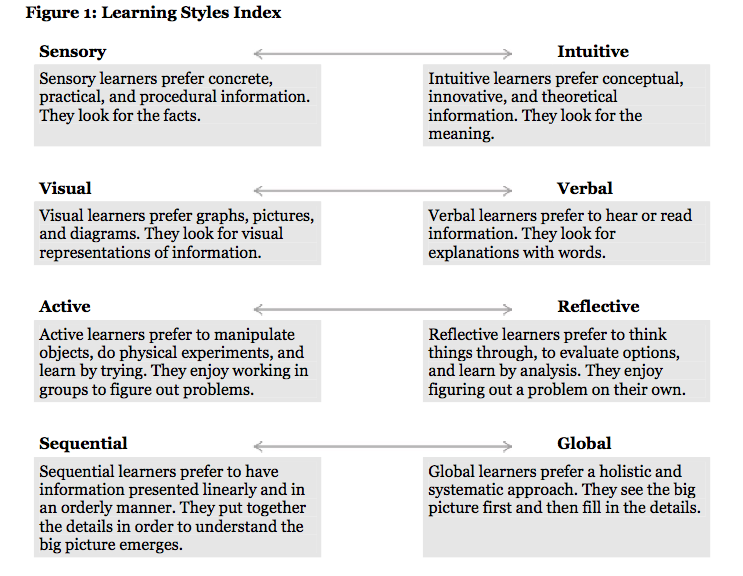 Figure 1: Learning Styles Index
Sensory
Intuitive
Sensory learners prefer concrete,
practical, and procedural information.
They look for the facts.
Intuitive learners prefer conceptual,
innovative, and theoretical
information. They look for the
meaning.
Visual
Verbal
Visual learners prefer graphs, pictures,
and diagrams. They look for visual
representations of information.
Verbal learners prefer to hear or read
information. They look for
explanations with words.
Active
Reflective
Active learners prefer to manipulate
objects, do physical experiments, and
learn by trying. They enjoy working in
groups to figure out problems.
Reflective learners prefer to think
things through, to evaluate options,
and learn by analysis. They enjoy
figuring out a problem on their own.
Sequential
Global
Sequential learners prefer to have
information presented linearly and in
an orderly manner. They put together
the details in order to understand the
big picture emerges.
Global learners prefer a holistic and
systematic approach. They see the big
picture first and then fill in the details.